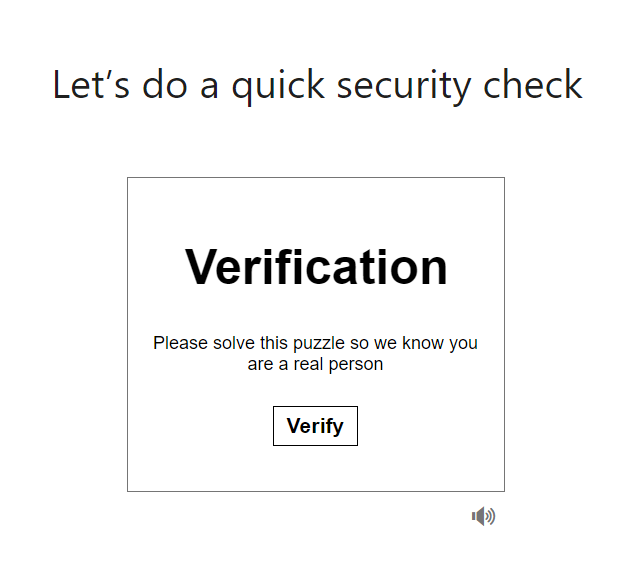 Let’s do a quick security check
Verification
Please solve this puzzle so we know you
are a real person
Verify